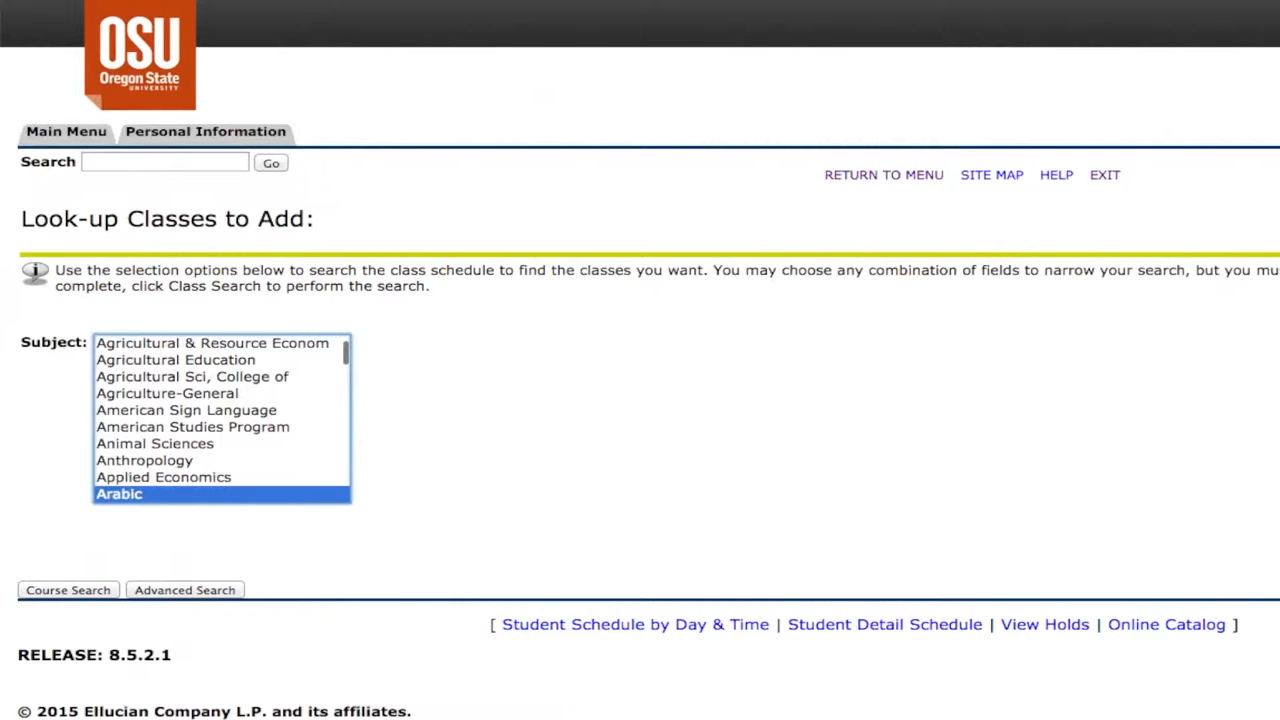 OSU
Oregon State
UNIVERSITY
Main Menu Personal Information
Search Go
RETURN TO MENU SITE MAP HELP EXIT
Look-up Classes to Add:
Use the selection options below to search the class schedule to find the classes you want. You may choose any combination of fields to narrow your search, but you mu
complete, click Class Search to perform the search.
Subject: Agricultural & Resource Econom
Agricultural Education
Agricultural Sci, College of
Agriculture-General
American Sign Language
American Studies Program
Animal Sciences
Anthropology
Applied Economics
Arabic
Course Search Advanced Search
[ Student Schedule by Day & Time | Student Detail Schedule | View Holds | Online Catalog ]
RELEASE: 8.5.2.1
© 2015 Ellucian Company L.P. and its affiliates.